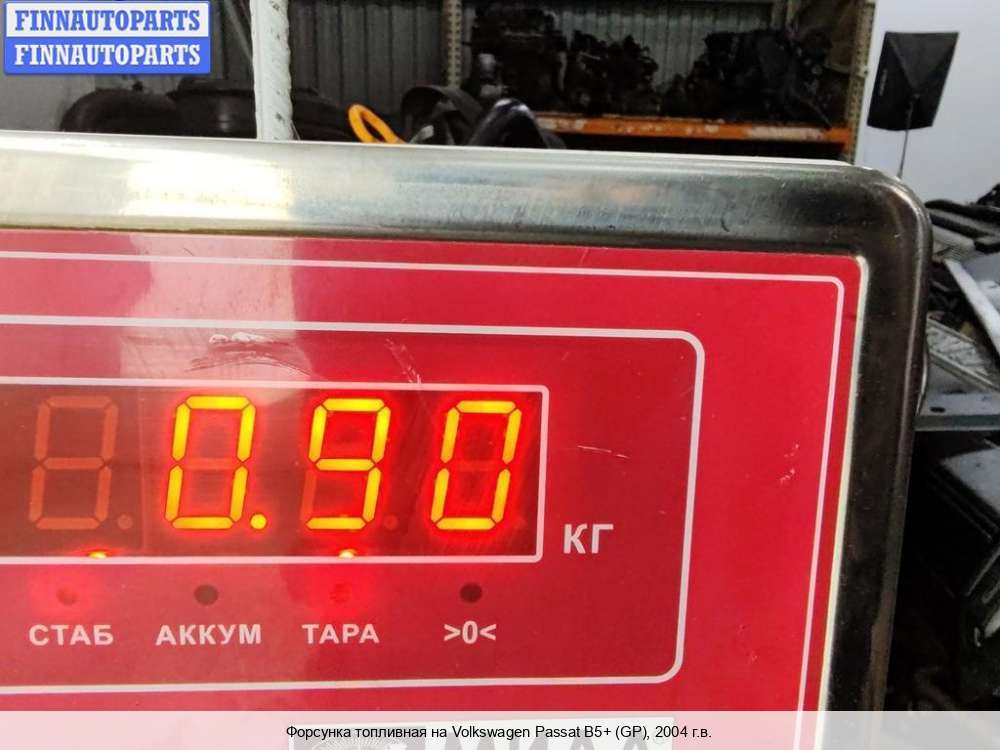 FINNAUTOPARTS
FINNAUTOPARTS
0.90
КГ
СТАБ АККУМ ТАРА >0<
Форсунка топливная на Volkswagen Passat B5+ (GP), 2004 г.в.